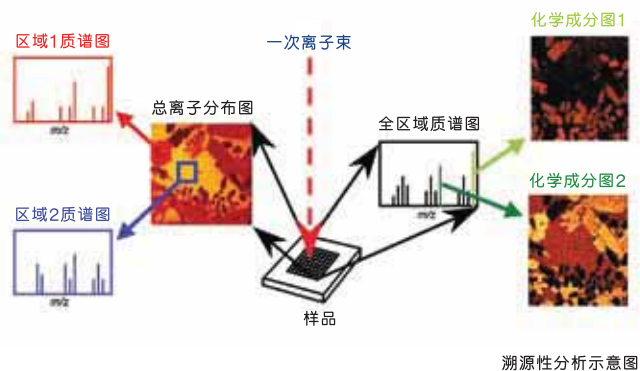 化学成分图1
区域1质谱图
一次离子束
总离子分布图
全区域质谱图
m/z
化学成分图2
区域2质谱图
m/z
m/z
样品
溯源性分析示意图